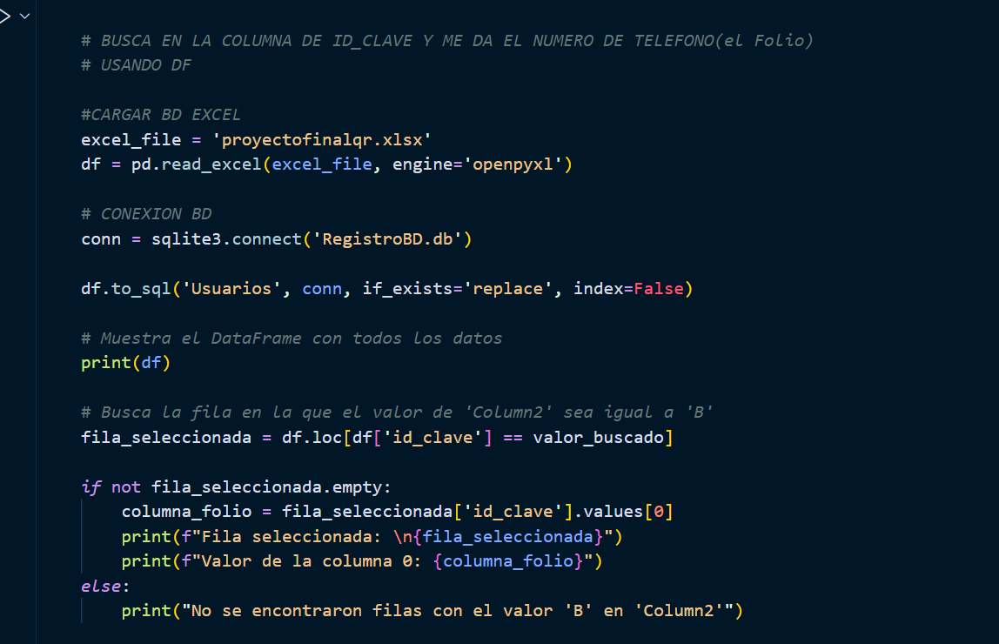 # BUSCA EN LA COLUMNA DE ID_CLAVE Y ME DA EL NUMERO DE TELEFONO(el Folio)
# USANDO DF
#CARGAR BD EXCEL
excel_file = 'proyectofinalqr.xlsx'
df = pd.read_excel(excel_file, engine='openpyxl')
# CONEXION BD
conn = sqlite3.connect('RegistroBD.db')
df.to_sql('Usuarios', conn, if_exists='replace', index=False)
# Muestra el DataFrame con todos los datos
print(df)
# Busca la fila en la que el valor de 'Column2' sea igual a 'B'
fila_seleccionada = df.loc[df['id_clave'] == valor_buscado]
if not fila_seleccionada.empty:
    columna_folio = fila_seleccionada['id_clave'].values[0]
    print(f"Fila seleccionada: \n{fila_seleccionada}")
    print(f"Valor de la columna 0: {columna_folio}")
else:
    print("No se encontraron filas con el valor 'B' en 'Column2'")